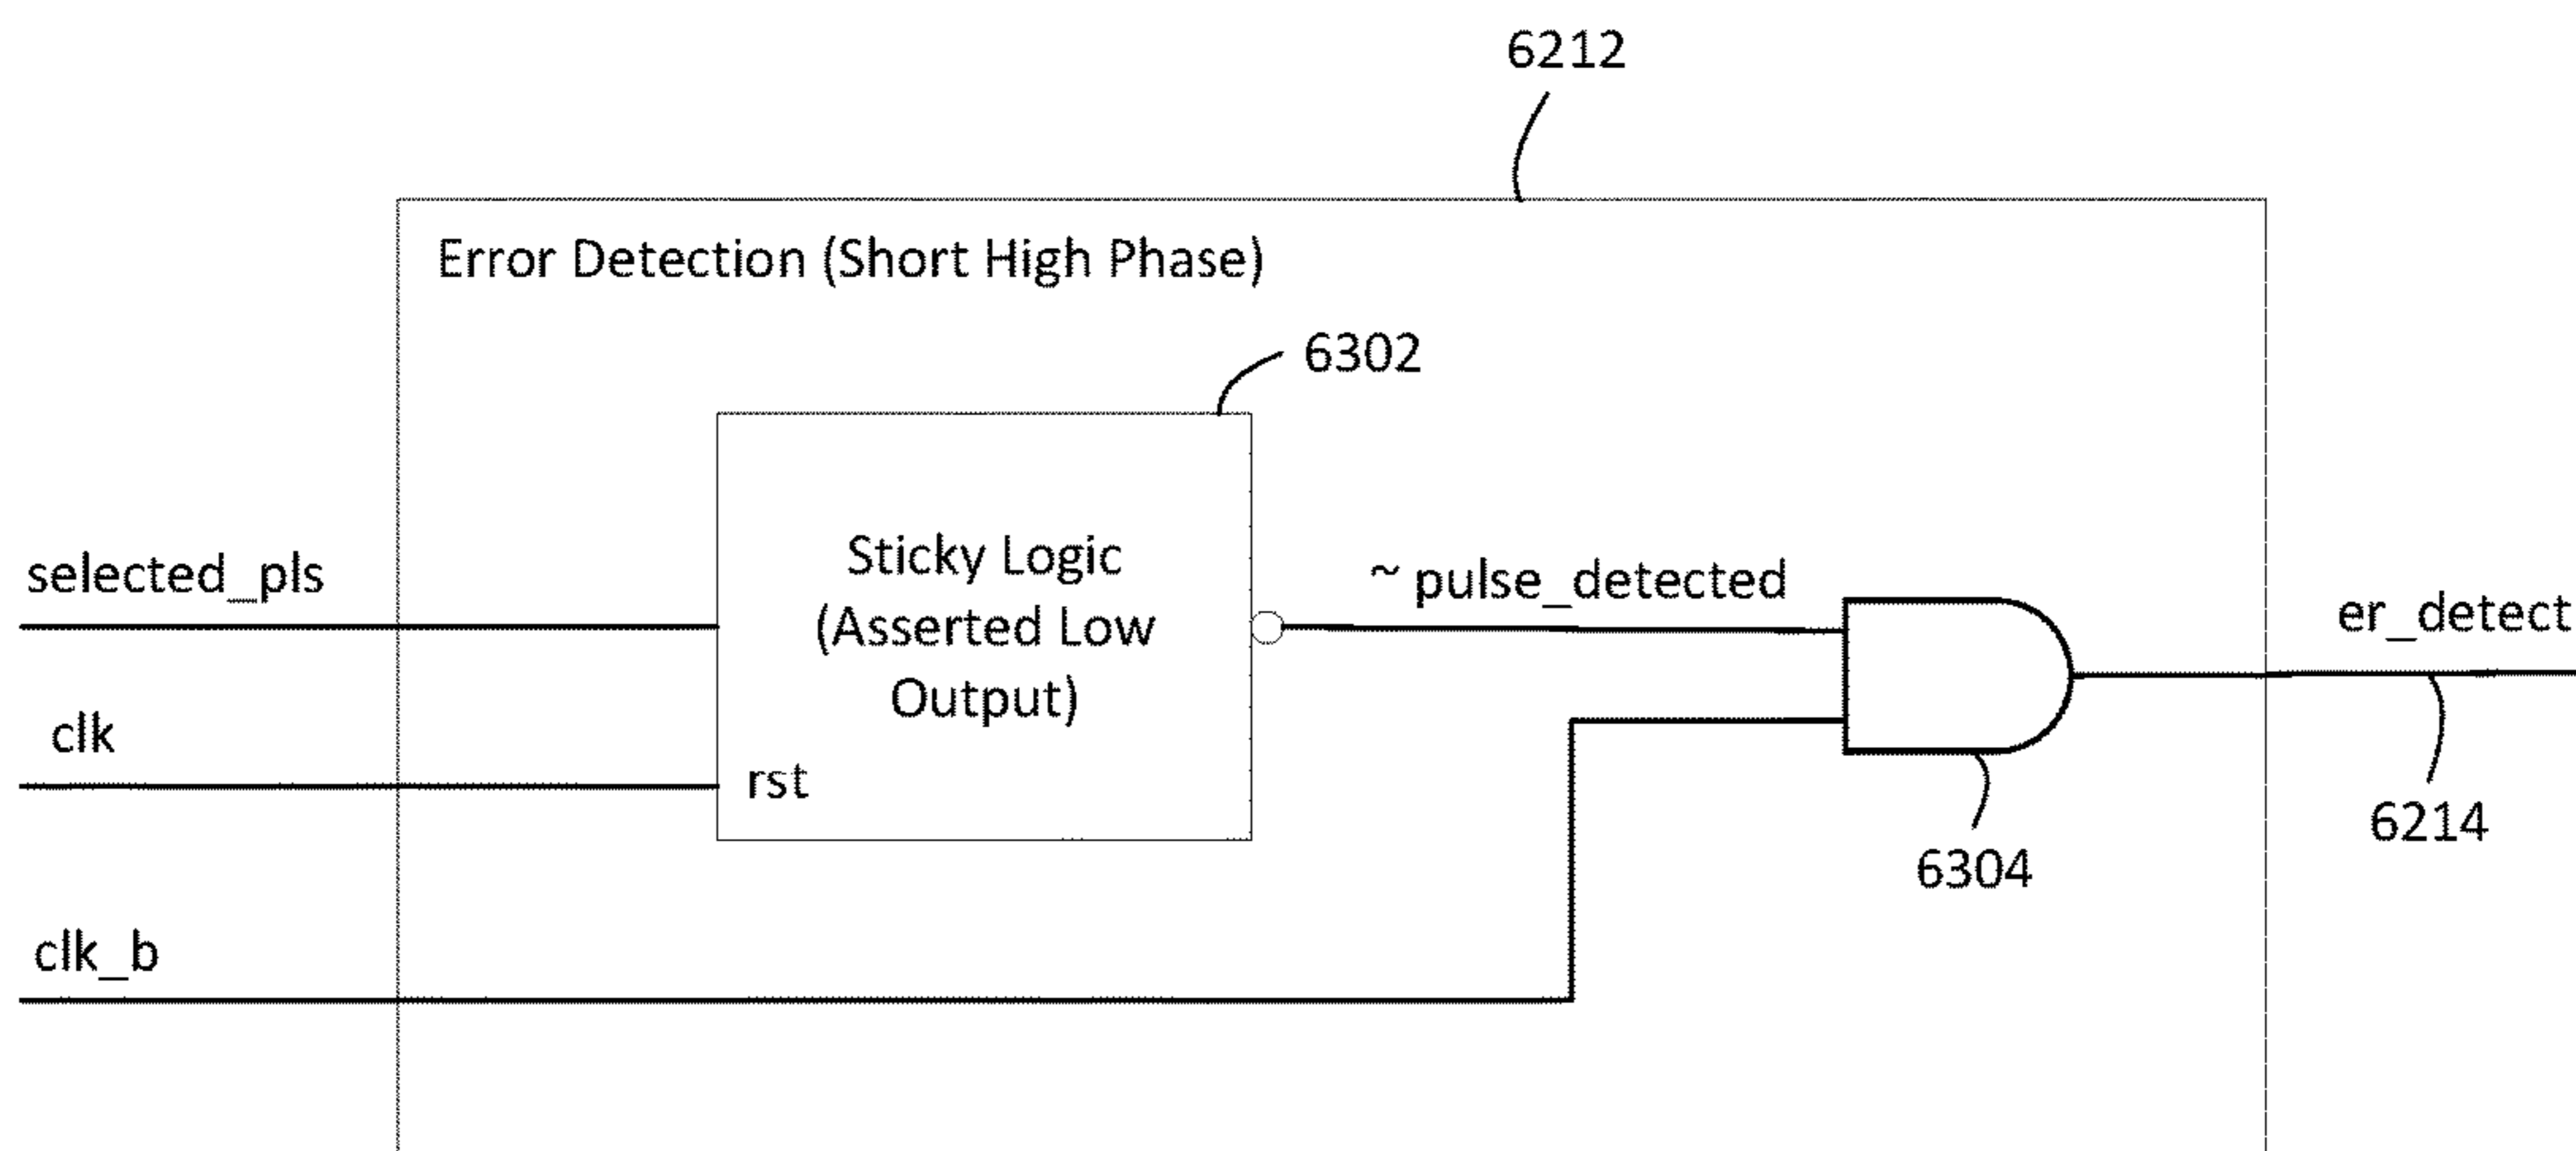 6212
Error Detection (Short High Phase)
6302
Sticky Logic
(Asserted Low
Output)
selected_pls
~ pulse_detected
er_detect
clk
rst
6214
6304
clk_b